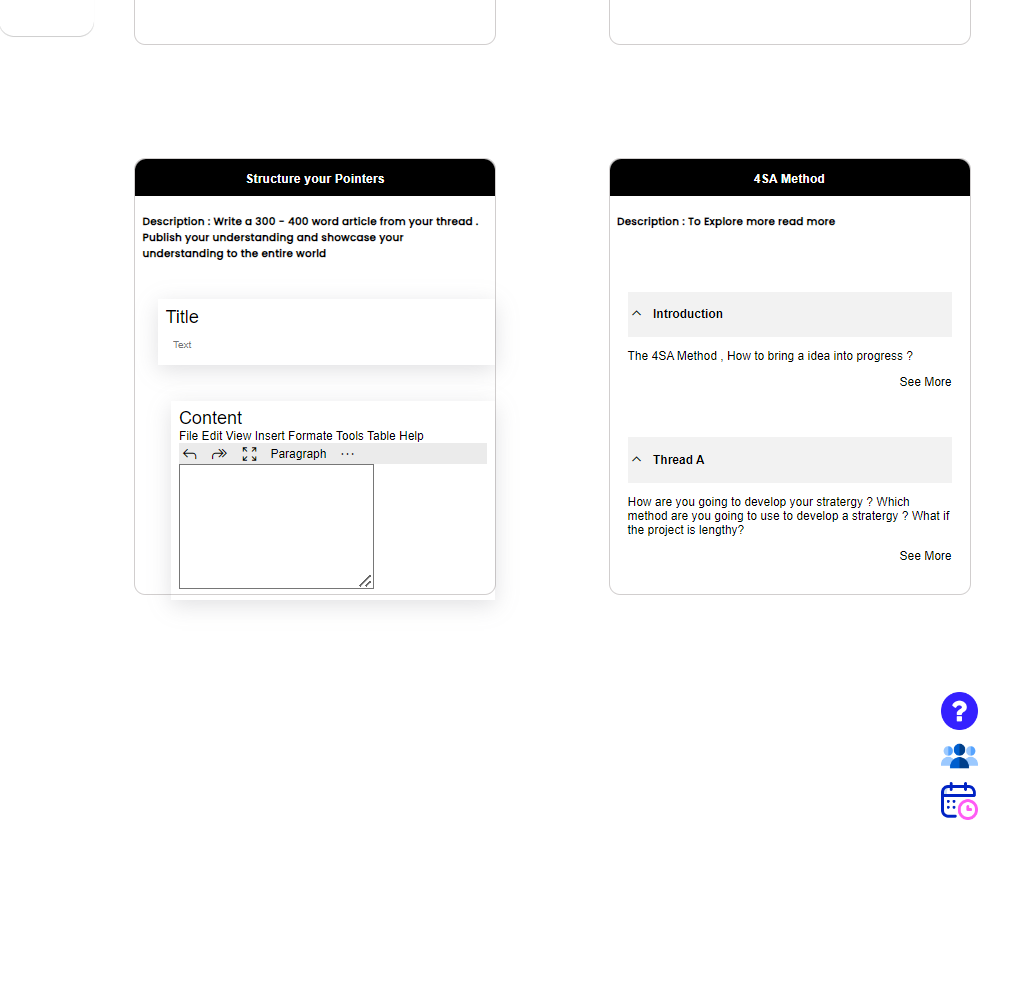 Structure your Pointers
Description : Write a 300 - 400 word article from your thread .
Publish your understanding and showcase your
understanding to the entire world
Title
Text
Content
File Edit View Insert Formate Tools Table Help
Paragraph ...
4SA Method
Description : To Explore more read more
Introduction
The 4SA Method , How to bring a idea into progress ?
See More
Thread A
How are you going to develop your stratergy ? Which
method are you going to use to develop a stratergy ? What if
the project is lengthy?
See More
?